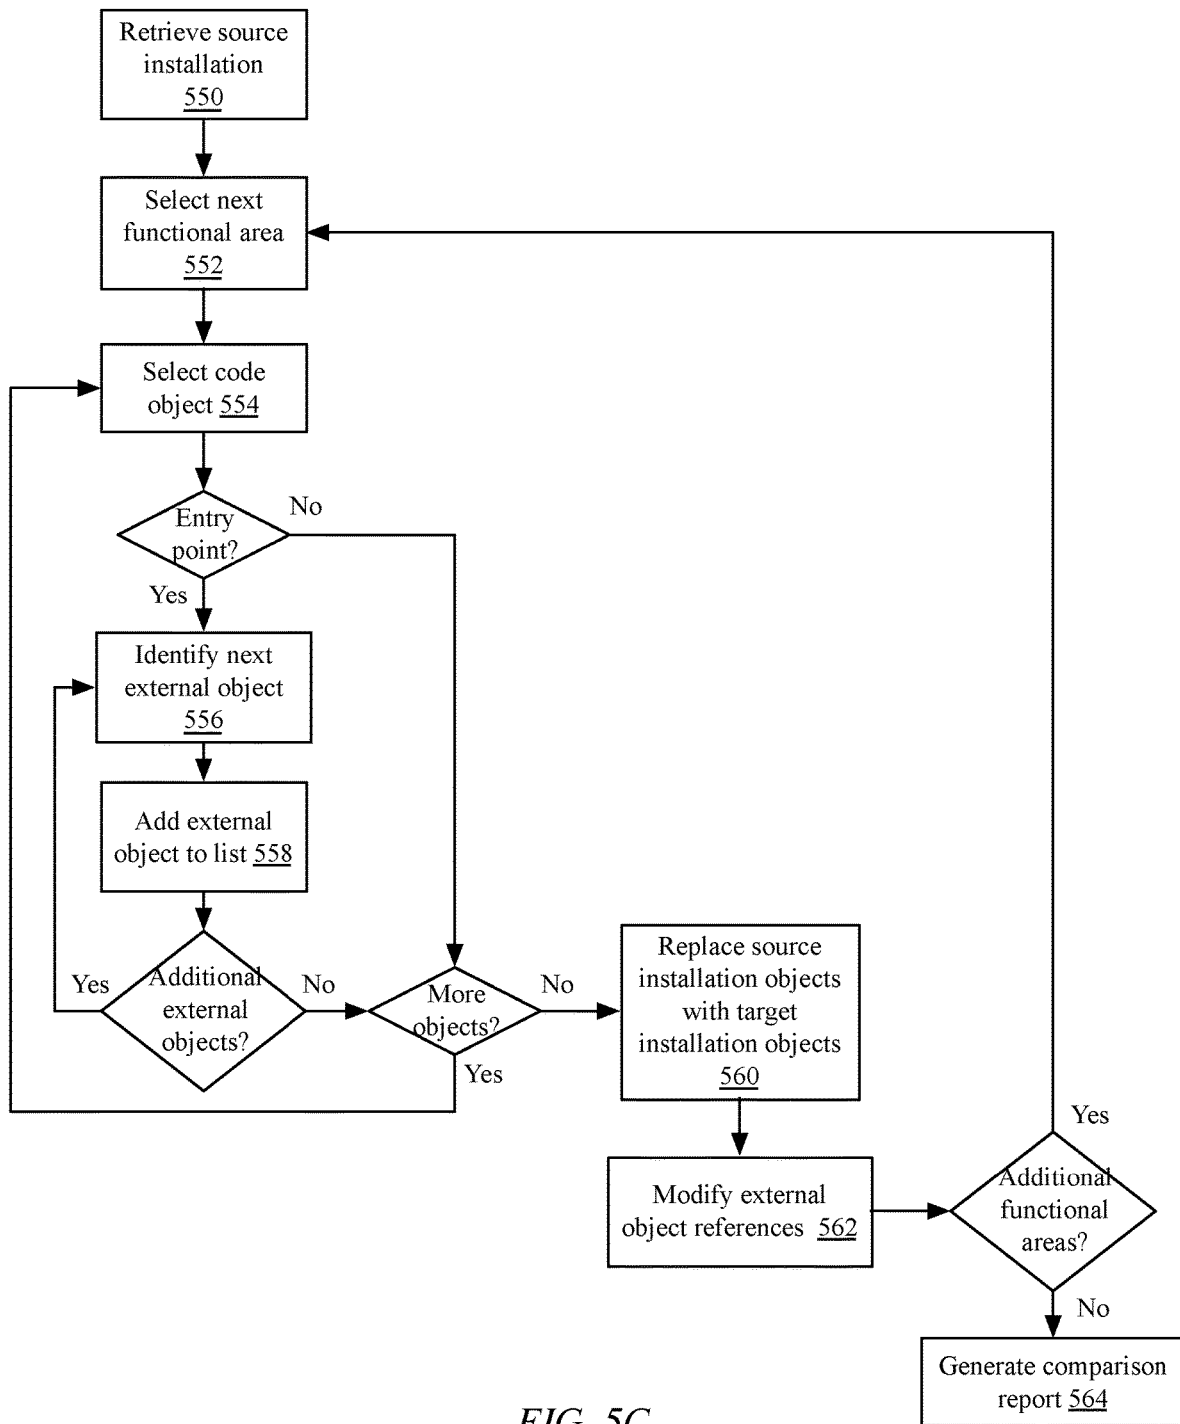 Retrieve source
installation
550
Select next
functional area
552
Select code
object 554
Entry
point?
No
Yes
Identify next
external object
556
Add external
object to list 558
Additional
external
objects?
Yes
No
More
objects?
No
Yes
Replace source
installation objects
with target
installation objects
560
Modify external
object references 562
Additional
functional
areas?
Yes
No
Generate comparison
report 564
FIG. 5C